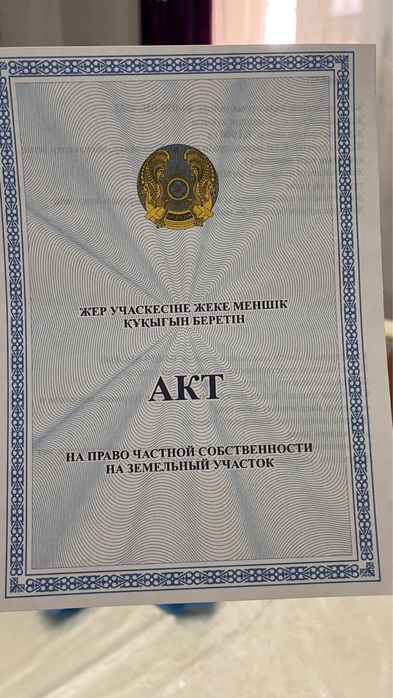 ЖЕР УЧАСКЕСІНЕ ЖЕКЕ МЕНШІК
ҚҰҚЫҒЫН БЕРЕТІН
АКТ
НА ПРАВО ЧАСТНОЙ СОБСТВЕННОСТИ
НА ЗЕМЕЛЬНЫЙ УЧАСТОК